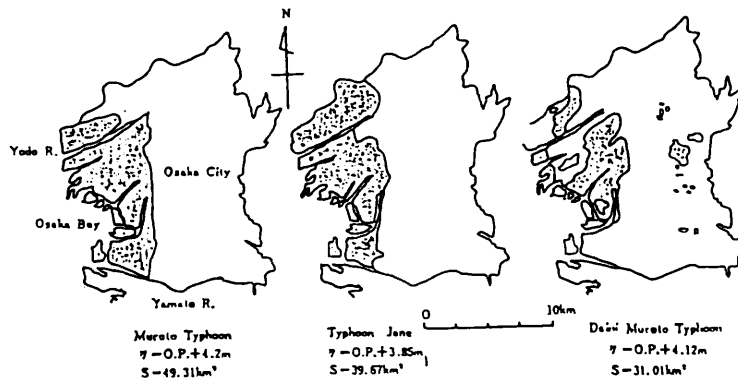 N
Yodo R.
Osaka City
Osaka Bay
Yamato R.
0 10km
Muroto Typhoon
η-O.P.+4.2m
S-49.31km²
Typhoon Jane
η-O.P.+3.85m
S-39.67km²
Daini Muroto Typhoon
η-O.P.+4.12m
S-31.01km²